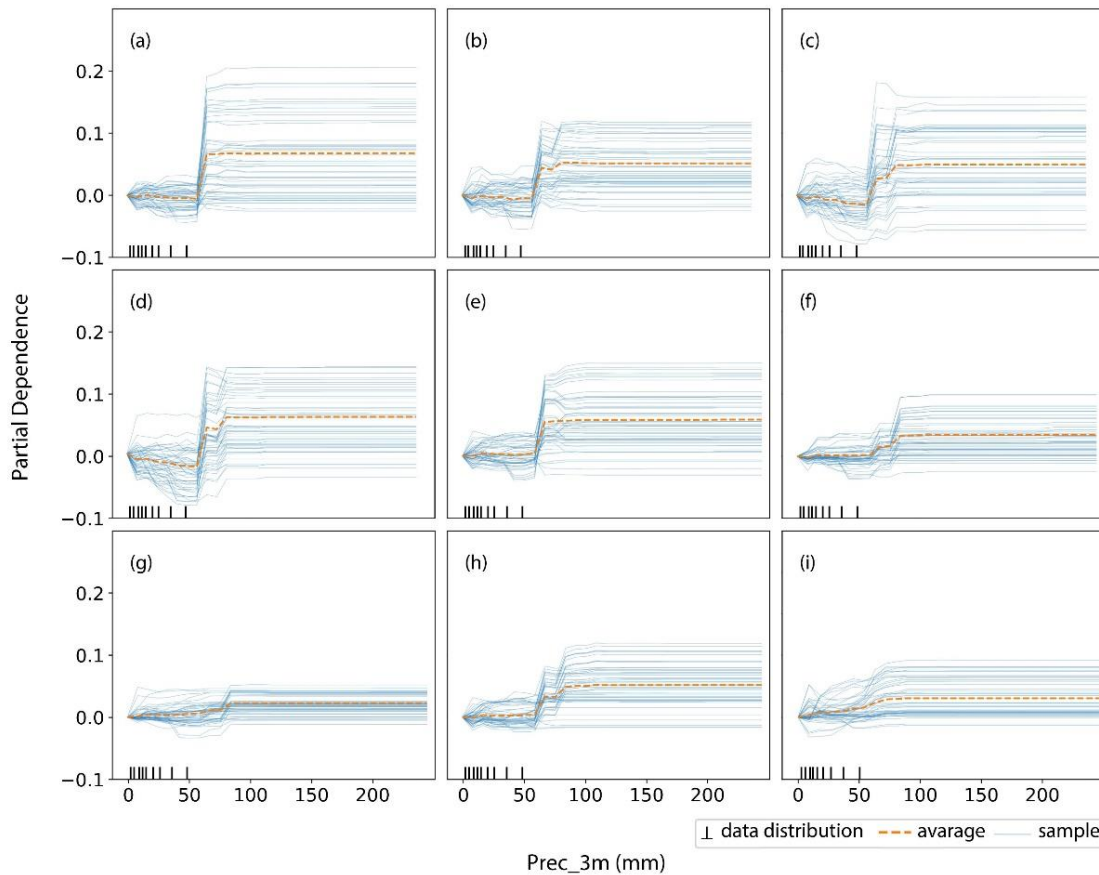 (a) (b) (c)
0.2
0.1
0.0
−0.1
(d) (e) (f)
0.2
0.1
0.0
−0.1
Partial Dependence
(g) (h) (i)
0.2
0.1
0.0
−0.1
0 50 100 150 200 0 50 100 150 200 0 50 100 150 200
data distribution avarage sample
Prec_3m (mm)